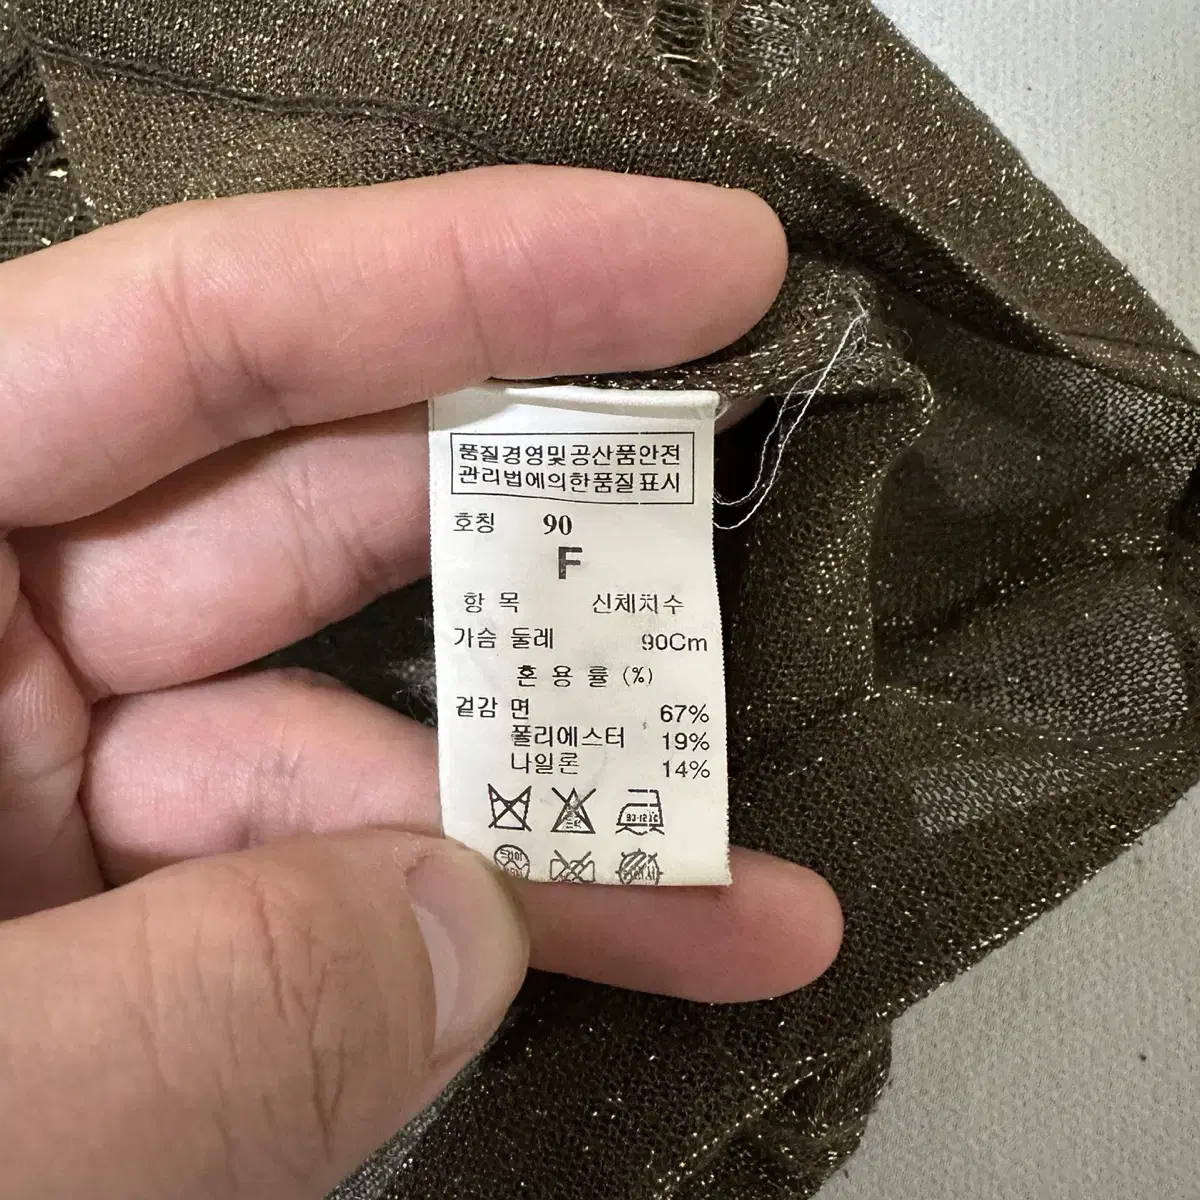 품질경영및공산품안전
관리법에의한품질표시
호칭 90
F
항 목 신체치수
가슴 둘레 90Cm
혼 용 률 (%)
겉감 면 67%
폴리에스터 19%
나일론 14%